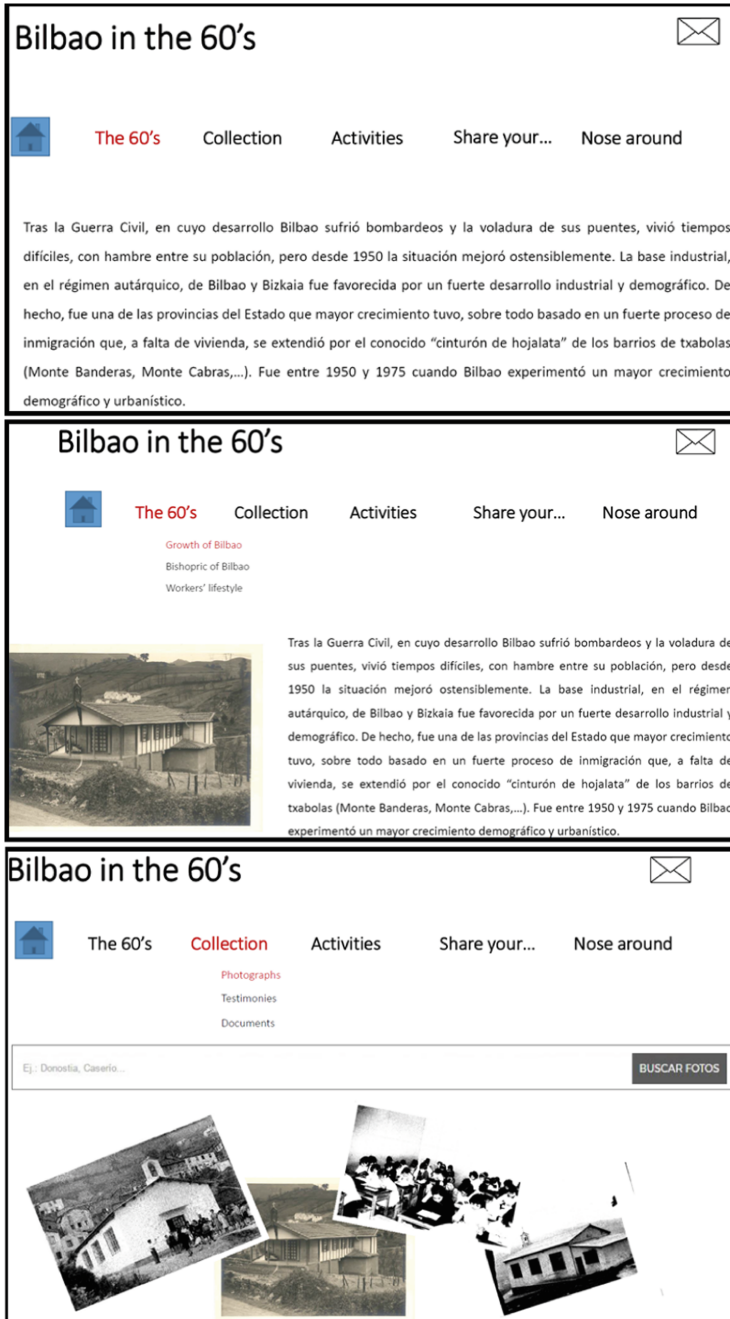 Bilbao in the 60's
The 60's Collection Activities Share your... Nose around
Tras la Guerra Civil, en cuyo desarrollo Bilbao sufrió bombardeos y la voladura de sus puentes, vivió tiempos
difíciles, con hambre entre su población, pero desde 1950 la situación mejoró ostensiblemente. La base industrial,
en el régimen autárquico, de Bilbao y Bizkaia fue favorecida por un fuerte desarrollo industrial y demográfico. De
hecho, fue una de las provincias del Estado que mayor crecimiento tuvo, sobre todo basado en un fuerte proceso de
inmigración que, a falta de vivienda, se extendió por el conocido “cinturón de hojalata” de los barrios de txabolas
(Monte Banderas, Monte Cabras,...). Fue entre 1950 y 1975 cuando Bilbao experimentó un mayor crecimiento
demográfico y urbanístico.
Bilbao in the 60's
The 60's Collection Activities Share your... Nose around
Growth of Bilbao
Bishopric of Bilbao
Workers' lifestyle
Tras la Guerra Civil, en cuyo desarrollo Bilbao sufrió bombardeos y la voladura de
sus puentes, vivió tiempos difíciles, con hambre entre su población, pero desde
1950 la situación mejoró ostensiblemente. La base industrial, en el régimen
autárquico, de Bilbao y Bizkaia fue favorecida por un fuerte desarrollo industrial y
demográfico. De hecho, fue una de las provincias del Estado que mayor crecimiento
tuvo, sobre todo basado en un fuerte proceso de inmigración que, a falta de
vivienda, se extendió por el conocido “cinturón de hojalata” de los barrios de
txabolas (Monte Banderas, Monte Cabras,...). Fue entre 1950 y 1975 cuando Bilbao
experimentó un mayor crecimiento demográfico y urbanístico.
Bilbao in the 60's
The 60's Collection Activities Share your... Nose around
Photographs
Testimonies
Documents
Ej.: Donostia, Caserío... BUSCAR FOTOS